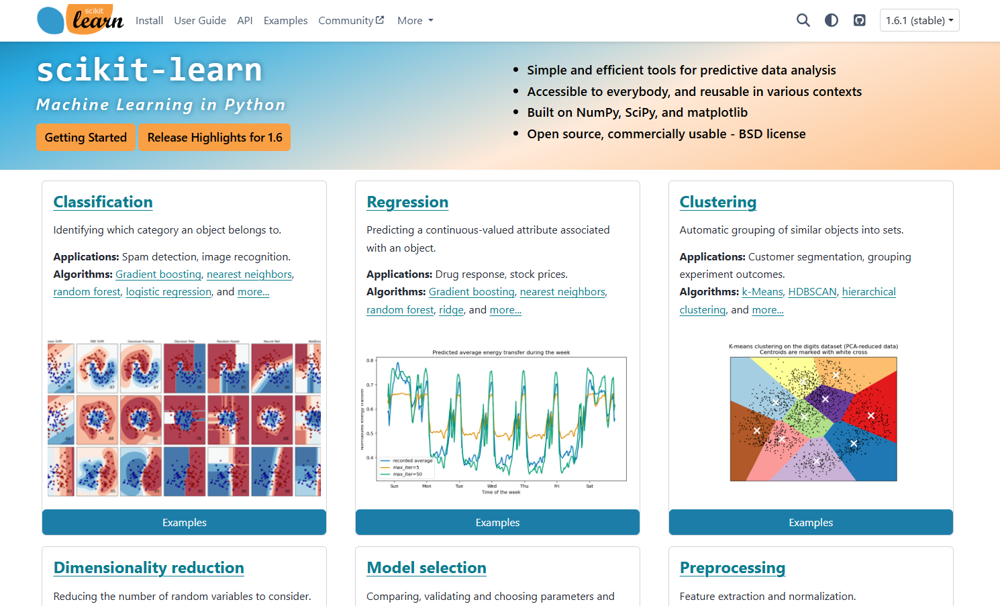 scikit
learn
Install User Guide API Examples Community More
1.6.1 (stable)
scikit-learn
Machine Learning in Python
Getting Started
Release Highlights for 1.6
Simple and efficient tools for predictive data analysis
Accessible to everybody, and reusable in various contexts
Built on NumPy, SciPy, and matplotlib
Open source, commercially usable - BSD license
Classification
Identifying which category an object belongs to.
Applications: Spam detection, image recognition.
Algorithms: Gradient boosting, nearest neighbors,
random forest, logistic regression, and more...
RBF SVM Gaussian Process Decision Tree Random Forest Neural Net
Examples
Regression
Predicting a continuous-valued attribute associated
with an object.
Applications: Drug response, stock prices.
Algorithms: Gradient boosting, nearest neighbors,
random forest, ridge, and more...
Predicted average energy transfer during the week
0.8
0.7
0.6
0.5
0.4
recorded average
max_iter=5
max_iter=50
Sun Mon Tue Wed Thu Fri Sat
Time of the week
Examples
Clustering
Automatic grouping of similar objects into sets.
Applications: Customer segmentation, grouping
experiment outcomes.
Algorithms: k-Means, HDBSCAN, hierarchical
clustering, and more...
K-means clustering on the digits dataset (PCA-reduced data)
Centroids are marked with white cross
Examples
Dimensionality reduction
Reducing the number of random variables to consider.
Model selection
Comparing, validating and choosing parameters and
Preprocessing
Feature extraction and normalization.